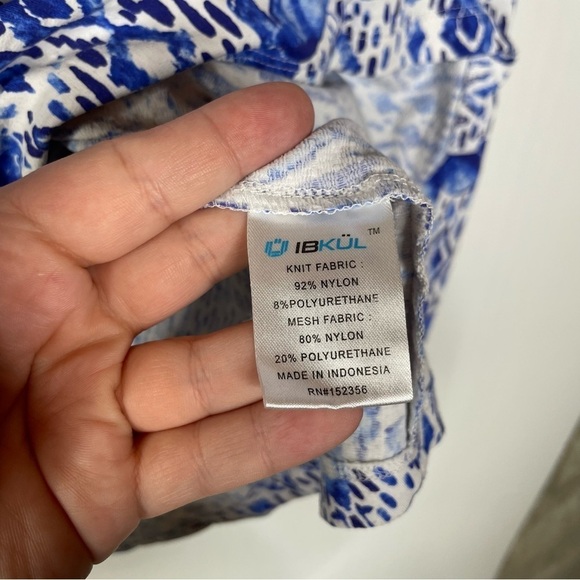 IBKÜL™
KNIT FABRIC :
92% NYLON
8%POLYURETHANE
MESH FABRIC :
80% NYLON
20% POLYURETHANE
MADE IN INDONESIA
RN#152356